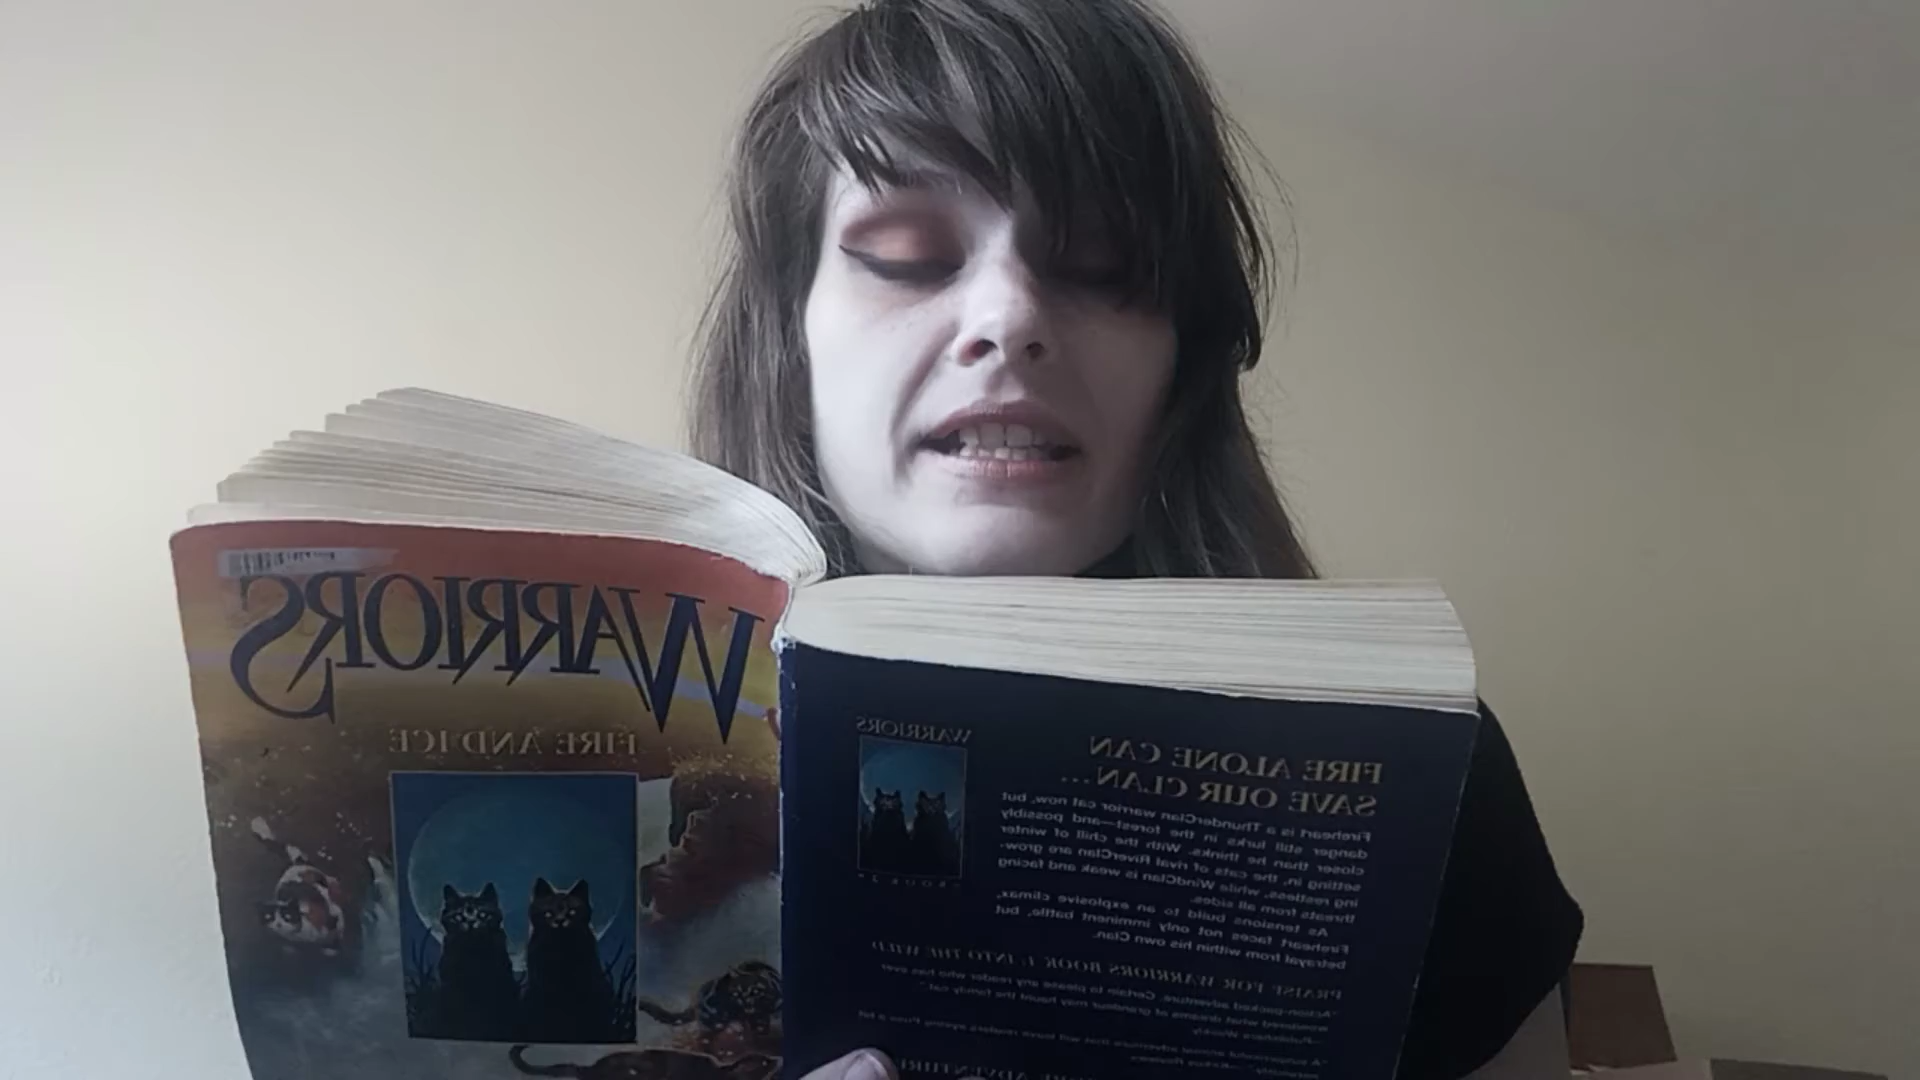 WARRIORS
FIRE AND ICE
WARRIORS
BOOK 2
FIRE ALONE CAN
SAVE OUR CLAN...
Fireheart is a ThunderClan warrior cat now, but
danger still lurks in the forest—and possibly
closer than he thinks. With the chill of winter
setting in, the cats of rival RiverClan are grow-
ing restless, while WindClan is weak and facing
threats from all sides.
As tensions build to an explosive climax,
Fireheart faces not only imminent battle, but
betrayal from within his own Clan.
PRAISE FOR WARRIORS BOOK 1: INTO THE WILD
"Action-packed adventure. Certain to please any reader who has ever
wondered what dreams of grandeur may haunt the family cat."
—Publishers Weekly